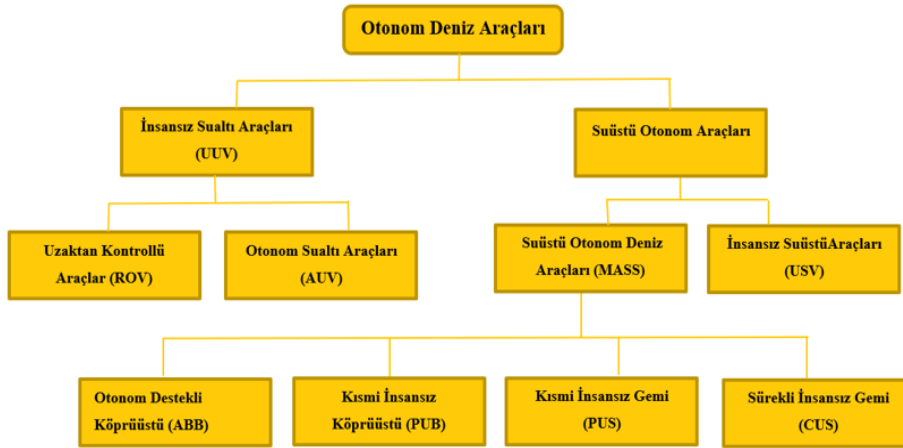 Otonom Deniz Araçları
İnsansız Sualtı Araçları
(UUV)
Suüstü Otonom Araçları
Uzaktan Kontrollü
Araçlar (ROV)
Otonom Sualtı Araçları
(AUV)
Suüstü Otonom Deniz
Araçları (MASS)
İnsansız SuüstüAraçları
(USV)
Otonom Destekli
Köprüüstü (ABB)
Kısmi İnsansız
Köprüüstü (PUB)
Kısmi İnsansız Gemi
(PUS)
Sürekli İnsansız Gemi
(CUS)